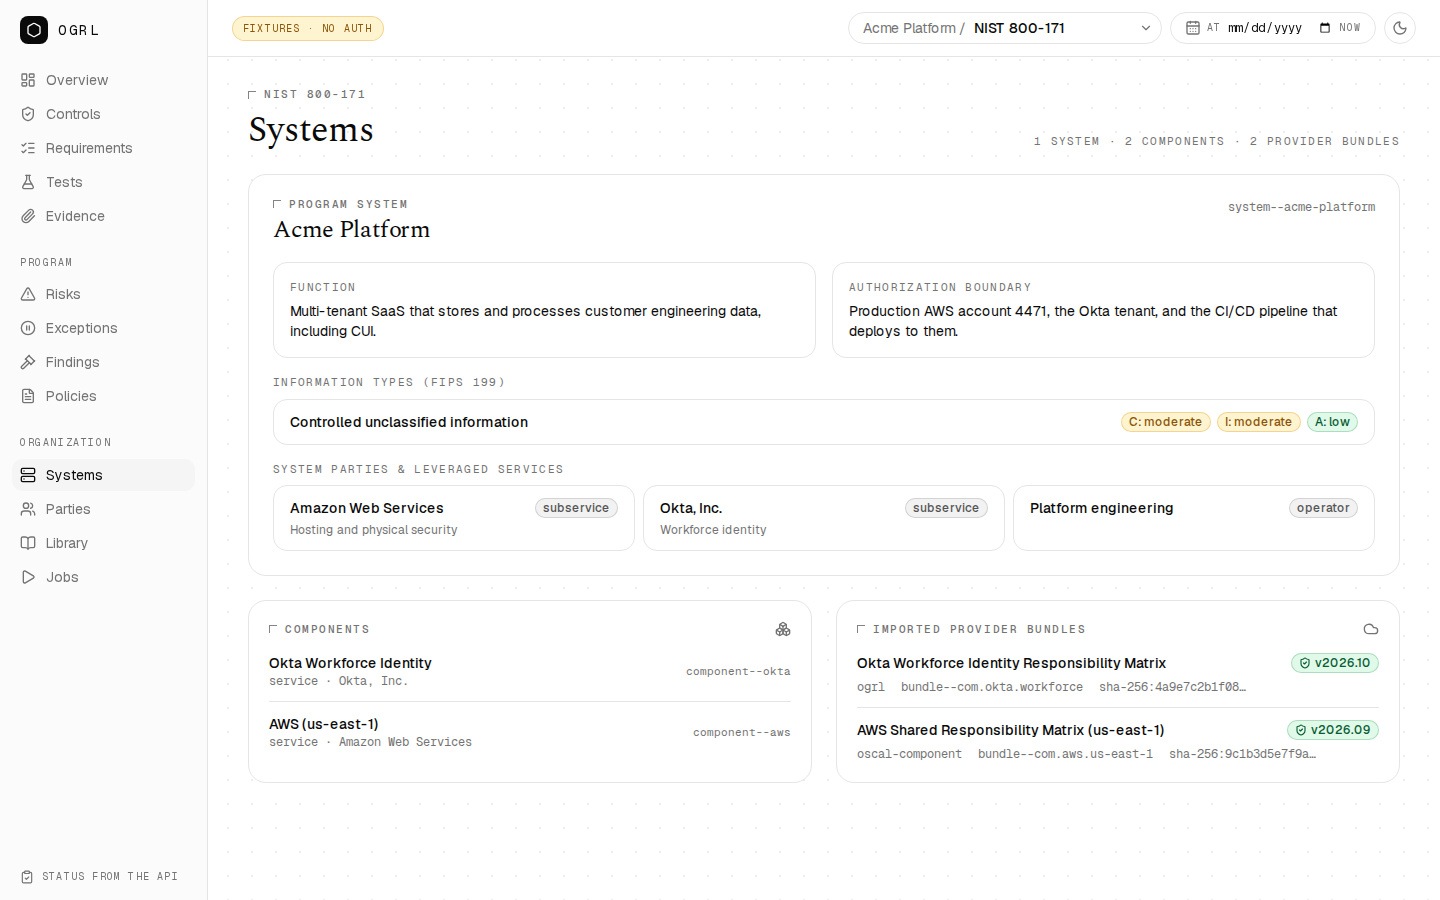 OGRL
FIXTURES · NO AUTH
Acme Platform / NIST 800-171
AT mm/dd/yyyy NOW
Overview
Controls
Requirements
Tests
Evidence
PROGRAM
Risks
Exceptions
Findings
Policies
ORGANIZATION
Systems
Parties
Library
Jobs
STATUS FROM THE API
NIST 800-171
Systems
1 SYSTEM · 2 COMPONENTS · 2 PROVIDER BUNDLES
PROGRAM SYSTEM
Acme Platform
system--acme-platform
FUNCTION
Multi-tenant SaaS that stores and processes customer engineering data,
including CUI.
AUTHORIZATION BOUNDARY
Production AWS account 4471, the Okta tenant, and the CI/CD pipeline that
deploys to them.
INFORMATION TYPES (FIPS 199)
Controlled unclassified information
C: moderate I: moderate A: low
SYSTEM PARTIES & LEVERAGED SERVICES
Amazon Web Services subservice
Hosting and physical security
Okta, Inc. subservice
Workforce identity
Platform engineering operator
COMPONENTS
Okta Workforce Identity
service · Okta, Inc.
component--okta
AWS (us-east-1)
service · Amazon Web Services
component--aws
IMPORTED PROVIDER BUNDLES
Okta Workforce Identity Responsibility Matrix v2026.10
ogrl bundle--com.okta.workforce sha-256:4a9e7c2b1f08…
AWS Shared Responsibility Matrix (us-east-1) v2026.09
oscal-component bundle--com.aws.us-east-1 sha-256:9c1b3d5e7f9a…